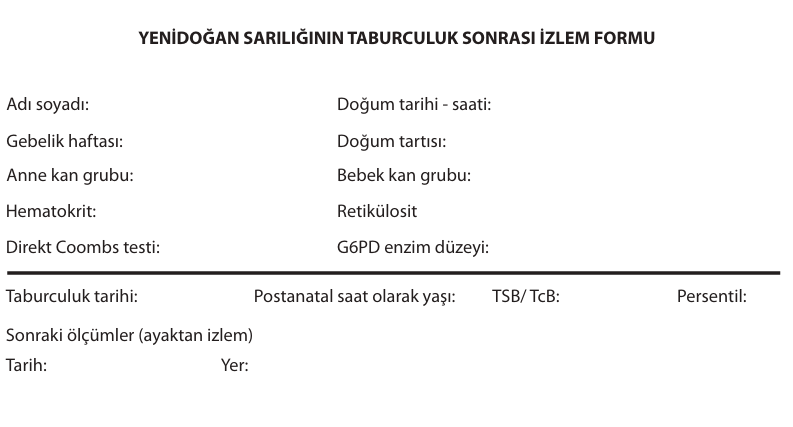 YENİDOĞAN SARILIĞININ TABURCULUK SONRASI İZLEM FORMU
Adı soyadı: Doğum tarihi - saati:
Gebelik haftası: Doğum tartısı:
Anne kan grubu: Bebek kan grubu:
Hematokrit: Retikülosit
Direkt Coombs testi: G6PD enzim düzeyi:
Taburculuk tarihi: Postanatal saat olarak yaşı: TSB/ TcB: Persentil:
Sonraki ölçümler (ayaktan izlem)
Tarih: Yer: